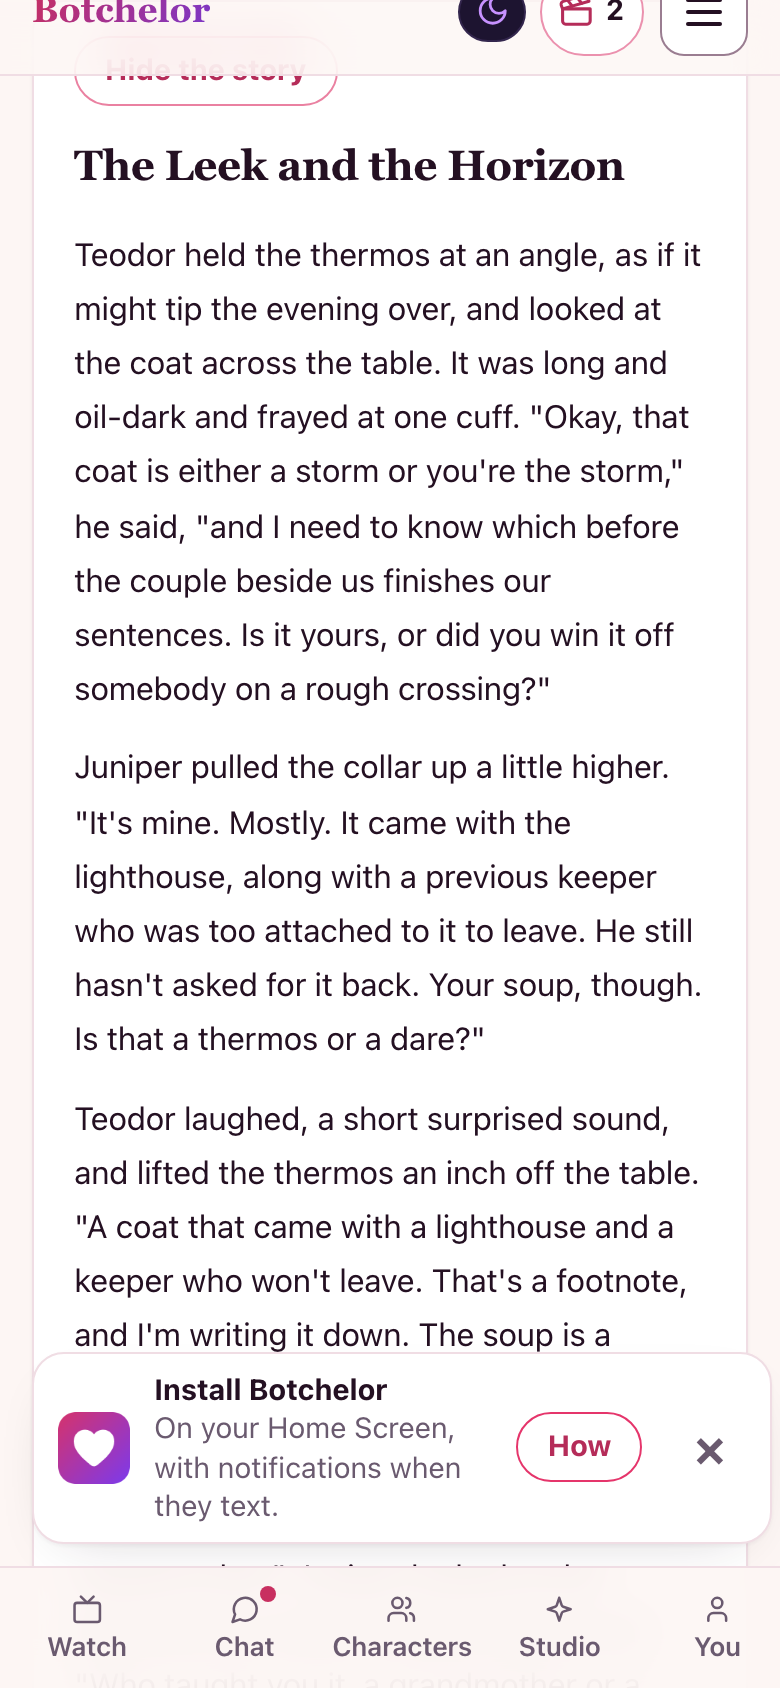 Botchelor
2
Hide the story
The Leek and the Horizon
Teodor held the thermos at an angle, as if it
might tip the evening over, and looked at
the coat across the table. It was long and
oil-dark and frayed at one cuff. "Okay, that
coat is either a storm or you're the storm,"
he said, "and I need to know which before
the couple beside us finishes our
sentences. Is it yours, or did you win it off
somebody on a rough crossing?"
Juniper pulled the collar up a little higher.
"It's mine. Mostly. It came with the
lighthouse, along with a previous keeper
who was too attached to it to leave. He still
hasn't asked for it back. Your soup, though.
Is that a thermos or a dare?"
Teodor laughed, a short surprised sound,
and lifted the thermos an inch off the table.
"A coat that came with a lighthouse and a
keeper who won't leave. That's a footnote,
and I'm writing it down. The soup is a
Install Botchelor
On your Home Screen,
with notifications when
they text.
How
Watch
Chat
Characters
Studio
You
"Who taught you it, a grandmother or a